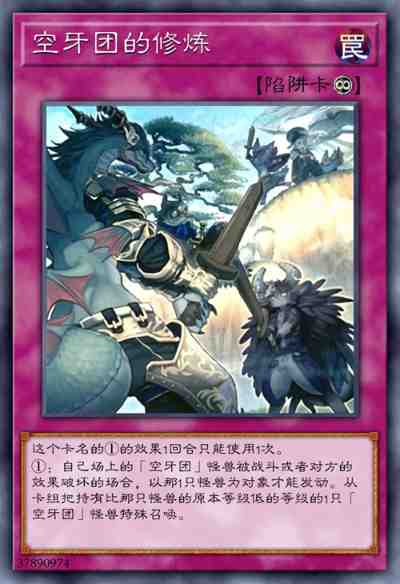 空牙团的修炼
罠
【陷阱卡】
这个卡名的①的效果1回合只能使用1次。
①：自己场上的「空牙团」怪兽被战斗或者对方的
效果破坏的场合，以那1只怪兽为对象才能发动。从
卡组把持有比那只怪兽的原本等级低的等级的1只「
空牙团」怪兽特殊召唤。
37890974